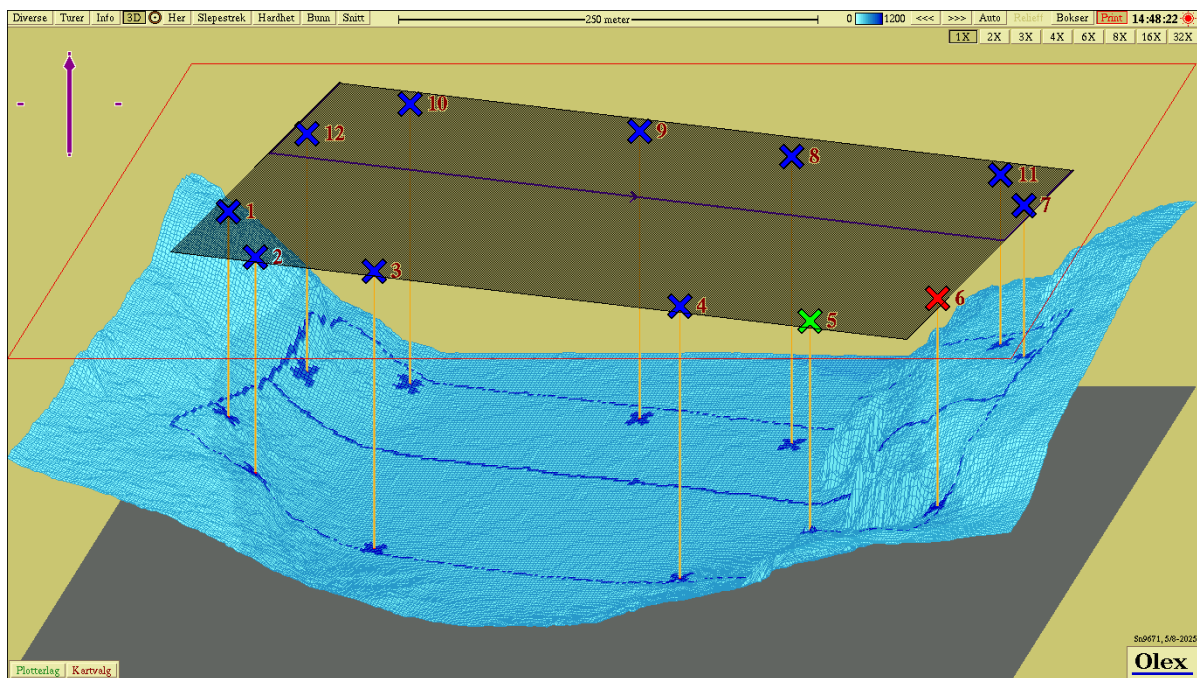 Diverse Turer Info 3D Her Slepestrek Hardhet Bunn Snitt 250 meter 0 1200 <<< >>> Auto Relieff Bokser Print 14:48:22
1X 2X 3X 4X 6X 8X 16X 32X
10
12
9
8
11
7
1
2
3
4
5
6
Sn9671, 5/8-2025
Plotterlag Kartvalg
Olex